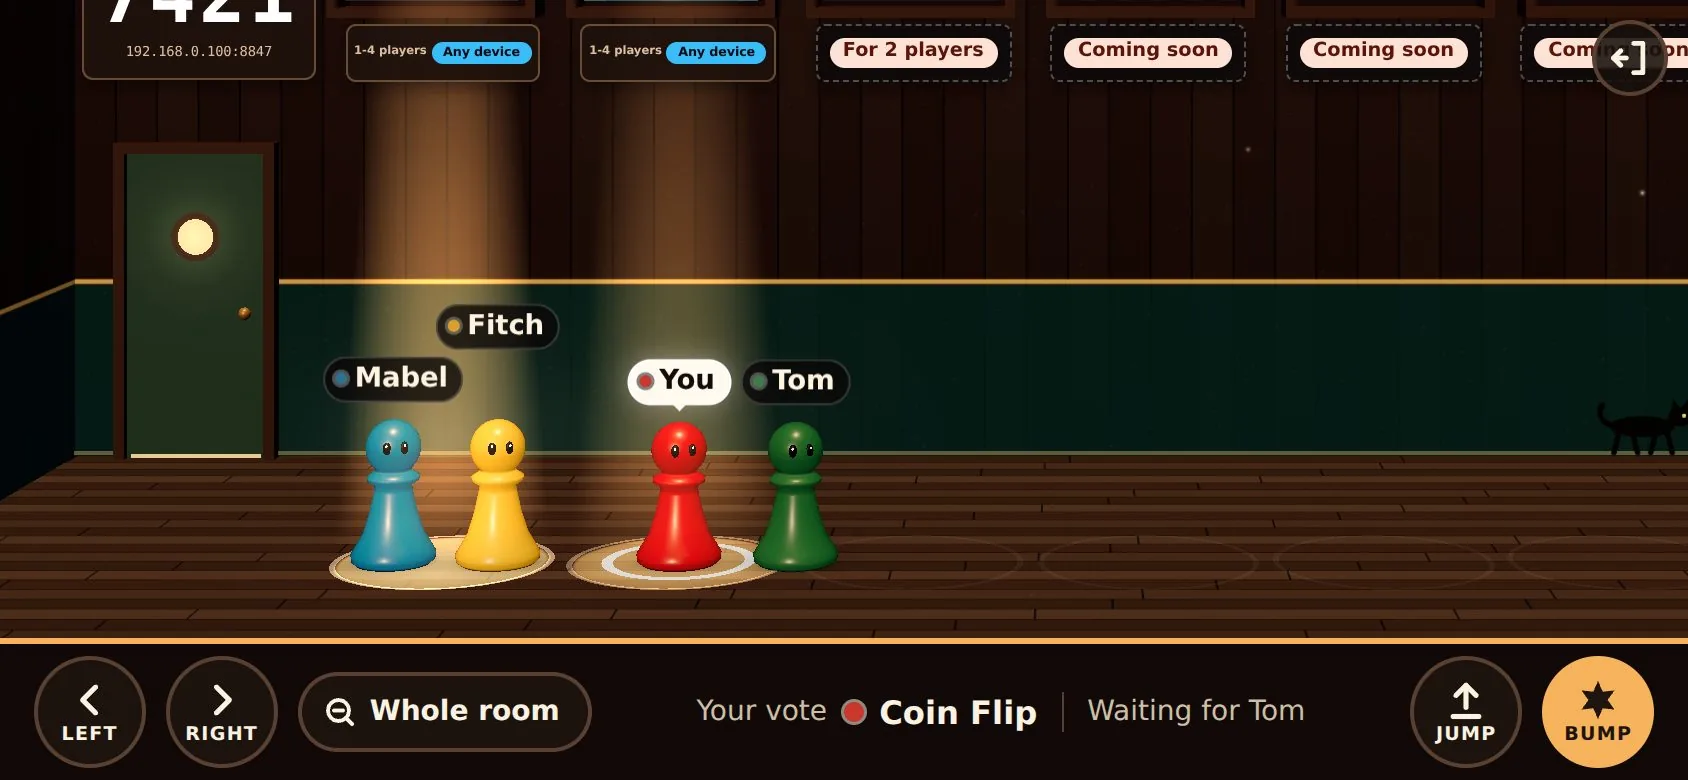 7421
192.168.0.100:8847
1-4 players Any device
1-4 players Any device
For 2 players
Coming soon
Coming soon
Fitch
Mabel
You
Tom
LEFT
RIGHT
Whole room
Your vote Coin Flip
Waiting for Tom
JUMP
BUMP